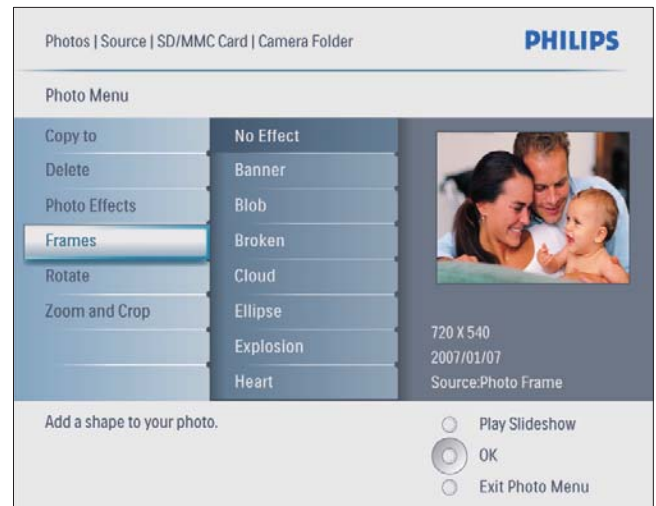 Photos | Source | SD/MMC Card | Camera Folder
PHILIPS
Photo Menu
Copy to
Delete
Photo Effects
Frames
Rotate
Zoom and Crop
No Effect
Banner
Blob
Broken
Cloud
Ellipse
Explosion
Heart
720 X 540
2007/01/07
Source:Photo Frame
Add a shape to your photo.
Play Slideshow
OK
Exit Photo Menu